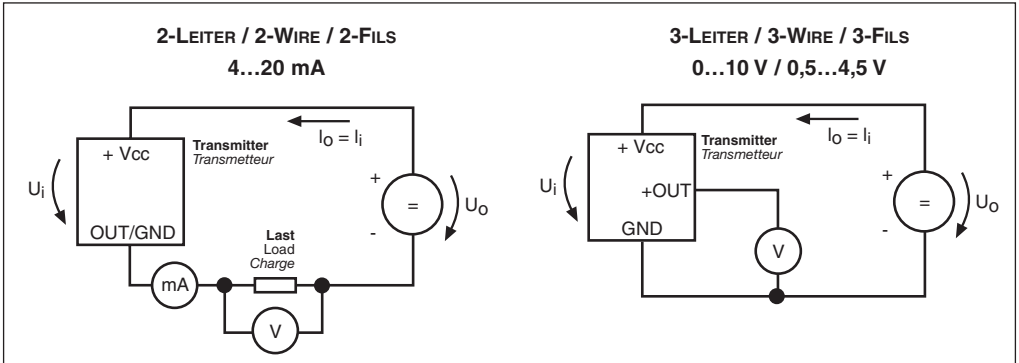 2-LEITER / 2-WIRE / 2-FILS
4...20 mA
Io = Ii
+ Vcc
Transmitter
Transmetteur
Ui
+
=
Uo
-
OUT/GND
Last
Load
Charge
mA
V
3-LEITER / 3-WIRE / 3-FILS
0...10 V / 0,5...4,5 V
Io = Ii
+ Vcc
Transmitter
Transmetteur
Ui
+OUT
+
=
Uo
-
GND
V